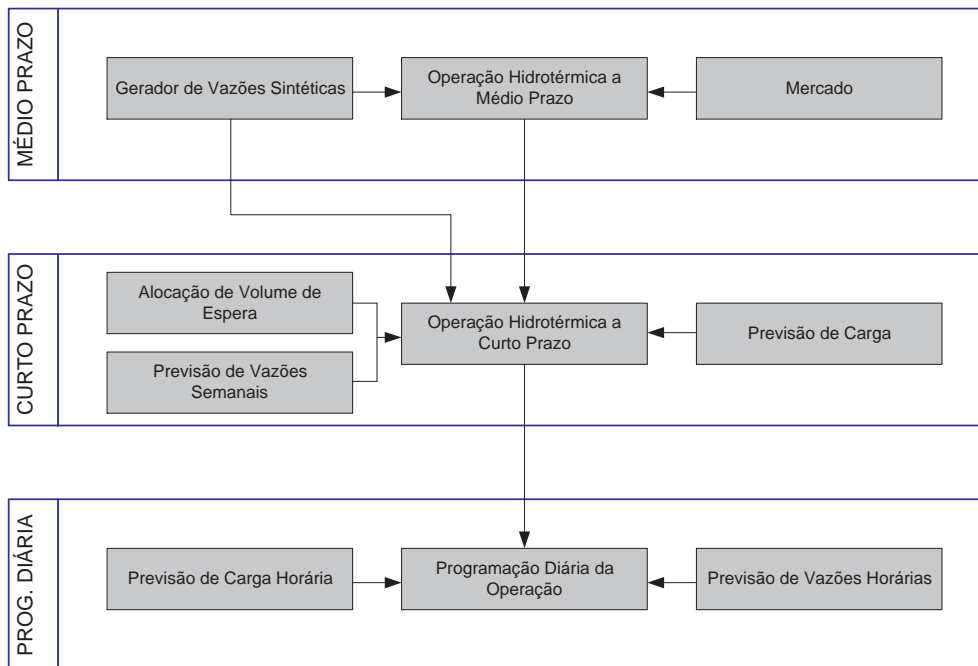 MÉDIO PRAZO
Gerador de Vazões Sintéticas
Operação Hidrotérmica a
Médio Prazo
Mercado
CURTO PRAZO
Alocação de Volume de
Espera
Previsão de Vazões
Semanais
Operação Hidrotérmica a
Curto Prazo
Previsão de Carga
PROG. DIÁRIA
Previsão de Carga Horária
Programação Diária da
Operação
Previsão de Vazões Horárias